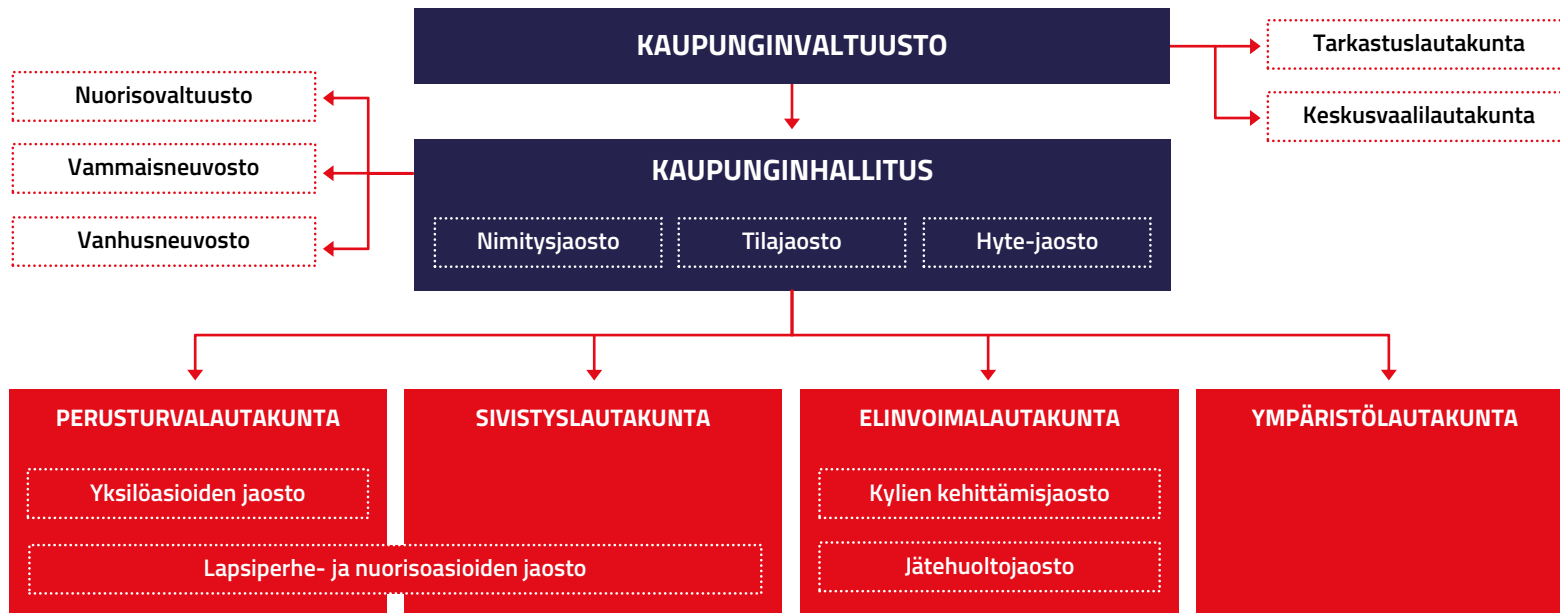 KAUPUNGINVALTUUSTO
Tarkastuslautakunta
Keskusvaalilautakunta
Nuorisovaltuusto
Vammaisneuvosto
Vanhusneuvosto
KAUPUNGINHALLITUS
Nimitysjaosto
Tilajaosto
Hyte-jaosto
PERUSTURVALAUTAKUNTA
Yksilöasioiden jaosto
SIVISTYSLAUTAKUNTA
Lapsiperhe- ja nuorisoasioiden jaosto
ELINVOIMALAUTAKUNTA
Kylien kehittämisjaosto
Jätehuoltojaosto
YMPÄRISTÖLAUTAKUNTA